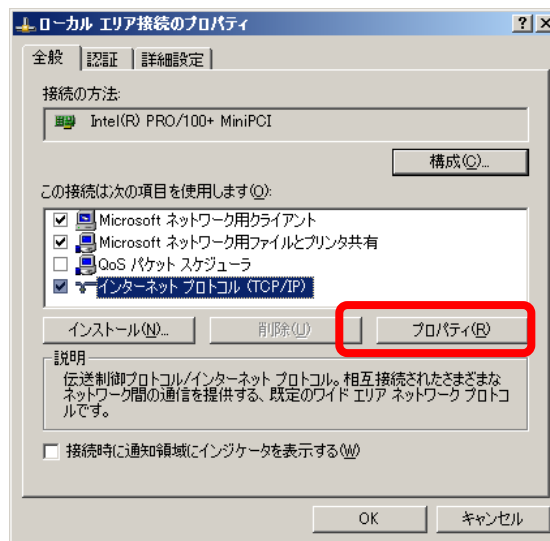 ローカル エリア接続のプロパティ
全般 認証 詳細設定
接続の方法:
Intel(R) PRO/100+ MiniPCI
構成(C)...
この接続は次の項目を使用します(O):
Microsoft ネットワーク用クライアント
Microsoft ネットワーク用ファイルとプリンタ共有
QoS パケット スケジューラ
インターネット プロトコル (TCP/IP)
インストール(N)... 削除(U) プロパティ(R)
説明
伝送制御プロトコル/インターネット プロトコル。相互接続されたさまざまな
ネットワーク間の通信を提供する、既定のワイド エリア ネットワーク プロトコ
ルです。
接続時に通知領域にインジケータを表示する(W)
OK キャンセル